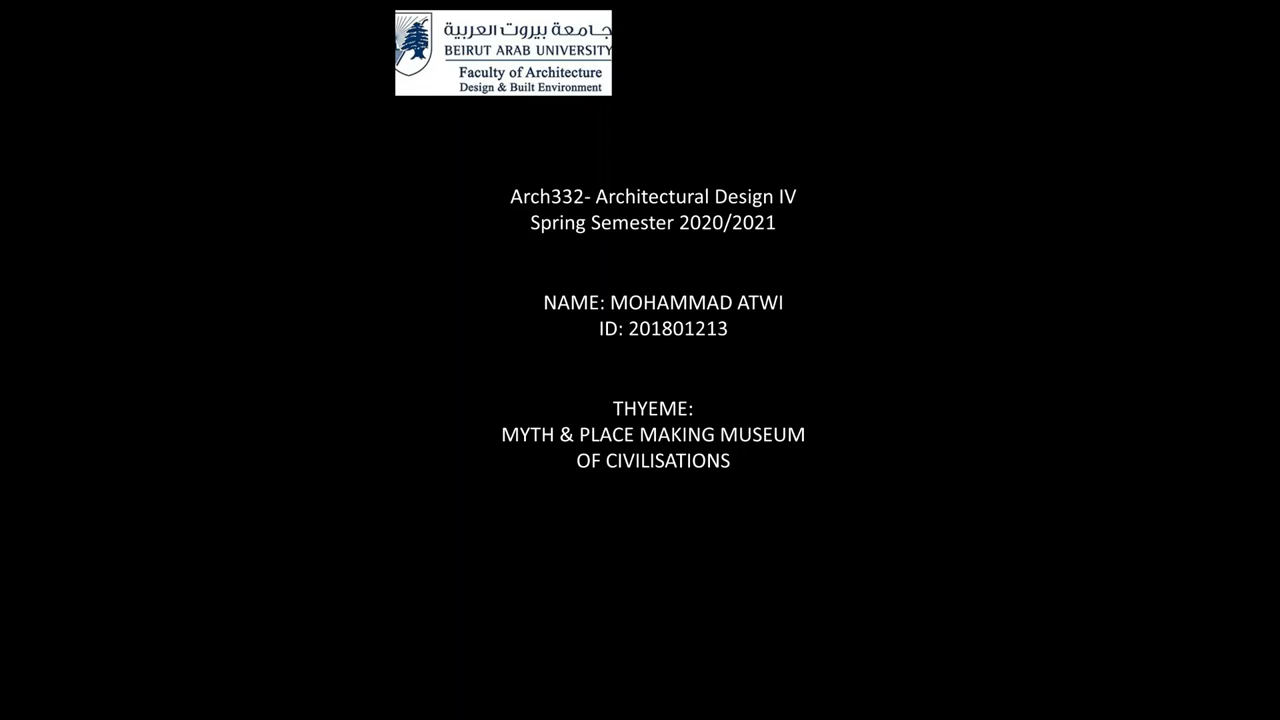 جامعة بيروت العربية
BEIRUT ARAB UNIVERSITY
Faculty of Architecture
Design & Built Environment
Arch332- Architectural Design IV
Spring Semester 2020/2021
NAME: MOHAMMAD ATWI
ID: 201801213
THYEME:
MYTH & PLACE MAKING MUSEUM
OF CIVILISATIONS